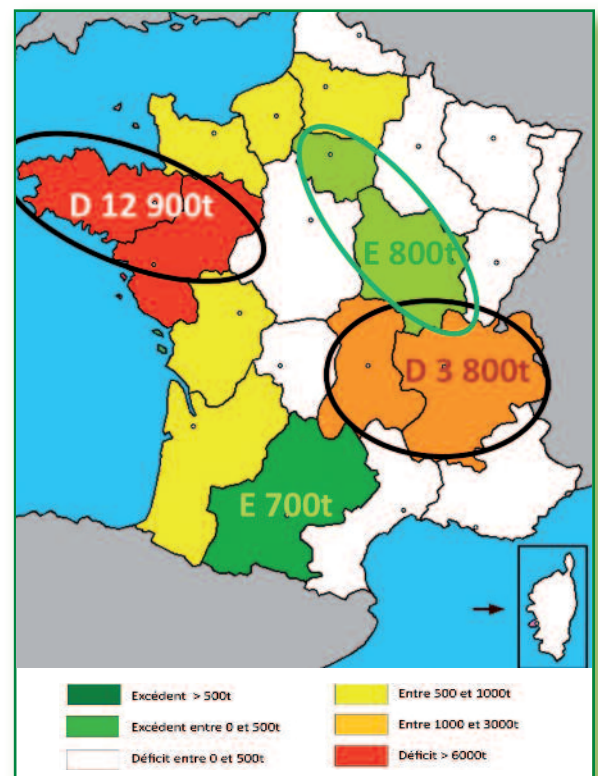 D 12 900t
E 800t
D 3 800t
E 700t
Excédent > 500t
Excédent entre 0 et 500t
Déficit entre 0 et 500t
Entre 500 et 1000t
Entre 1000 et 3000t
Déficit > 6000t